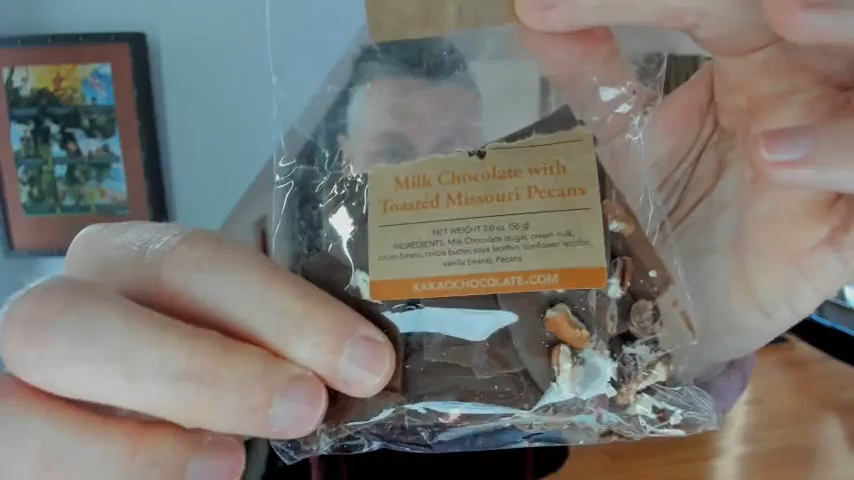 Milk Chocolate with
Toasted Missouri Pecans
NET WEIGHT 2.0 oz. (56 g)
INGREDIENTS: Milk Chocolate (sugar, cream milk,
cacao beans, cocoa butter, soya lecithin, sunflower lecithin,
vanilla beans), Pecans
KAKAOCHOCOLATE.COM